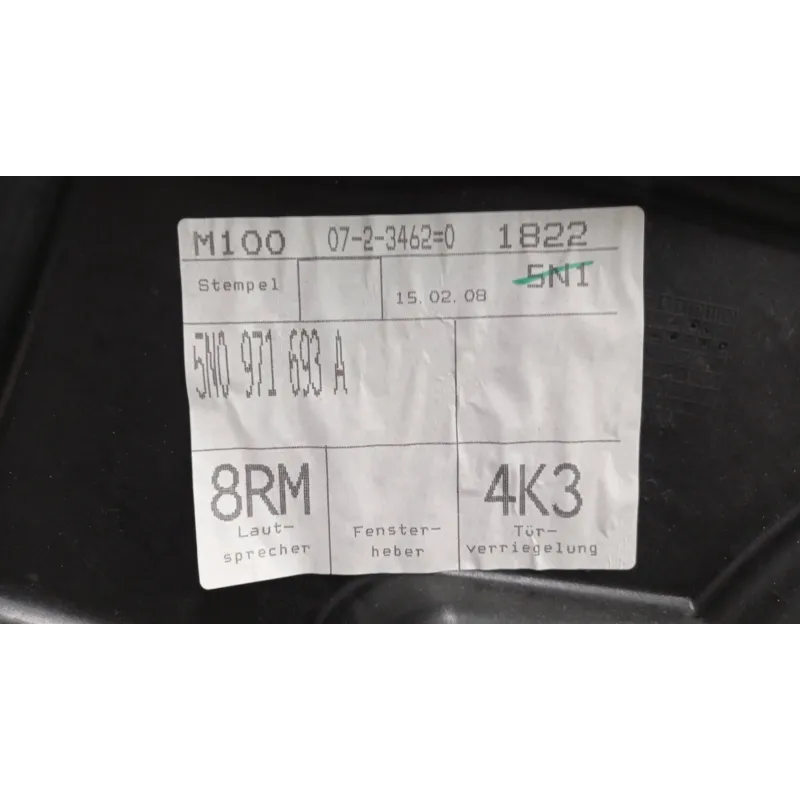 M100 07-2-3462=0 1822
Stempel 15.02.08 5N1
5N0 971 693 A
8RM 4K3
Laut- Fenster- Tür-
sprecher heber verriegelung